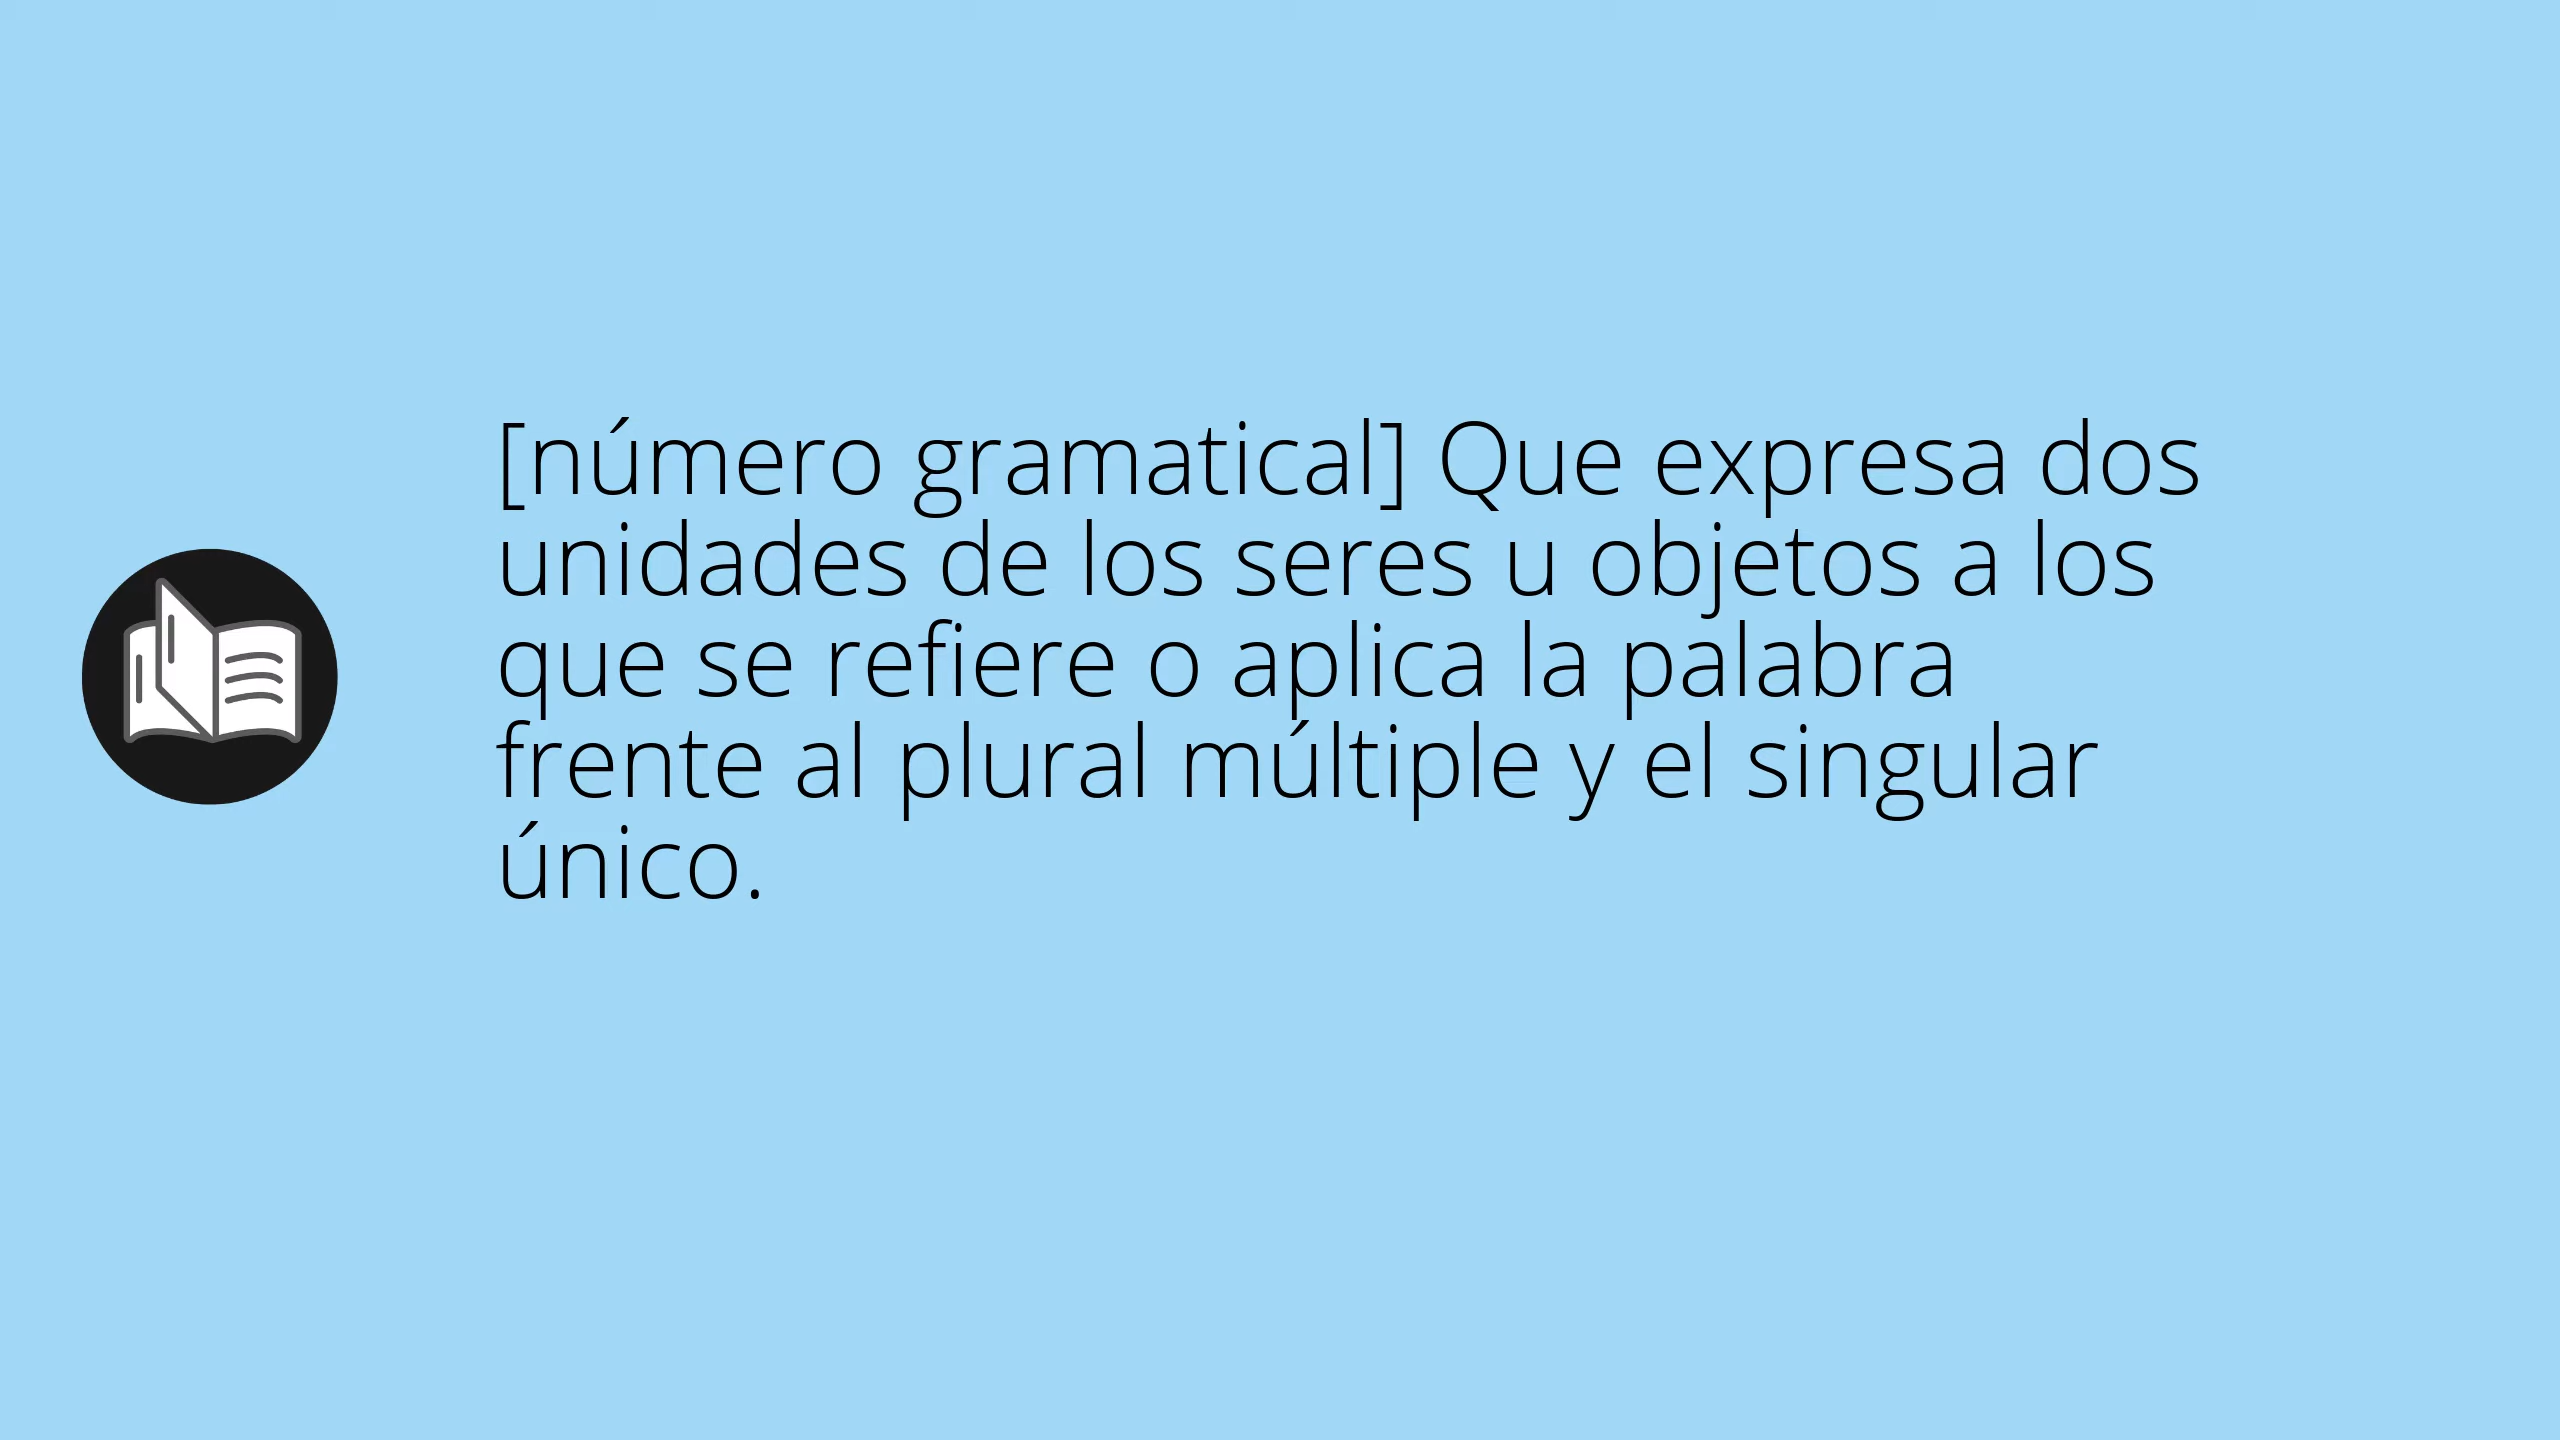 [número gramatical] Que expresa dos
unidades de los seres u objetos a los
que se refiere o aplica la palabra
frente al plural múltiple y el singular
único.